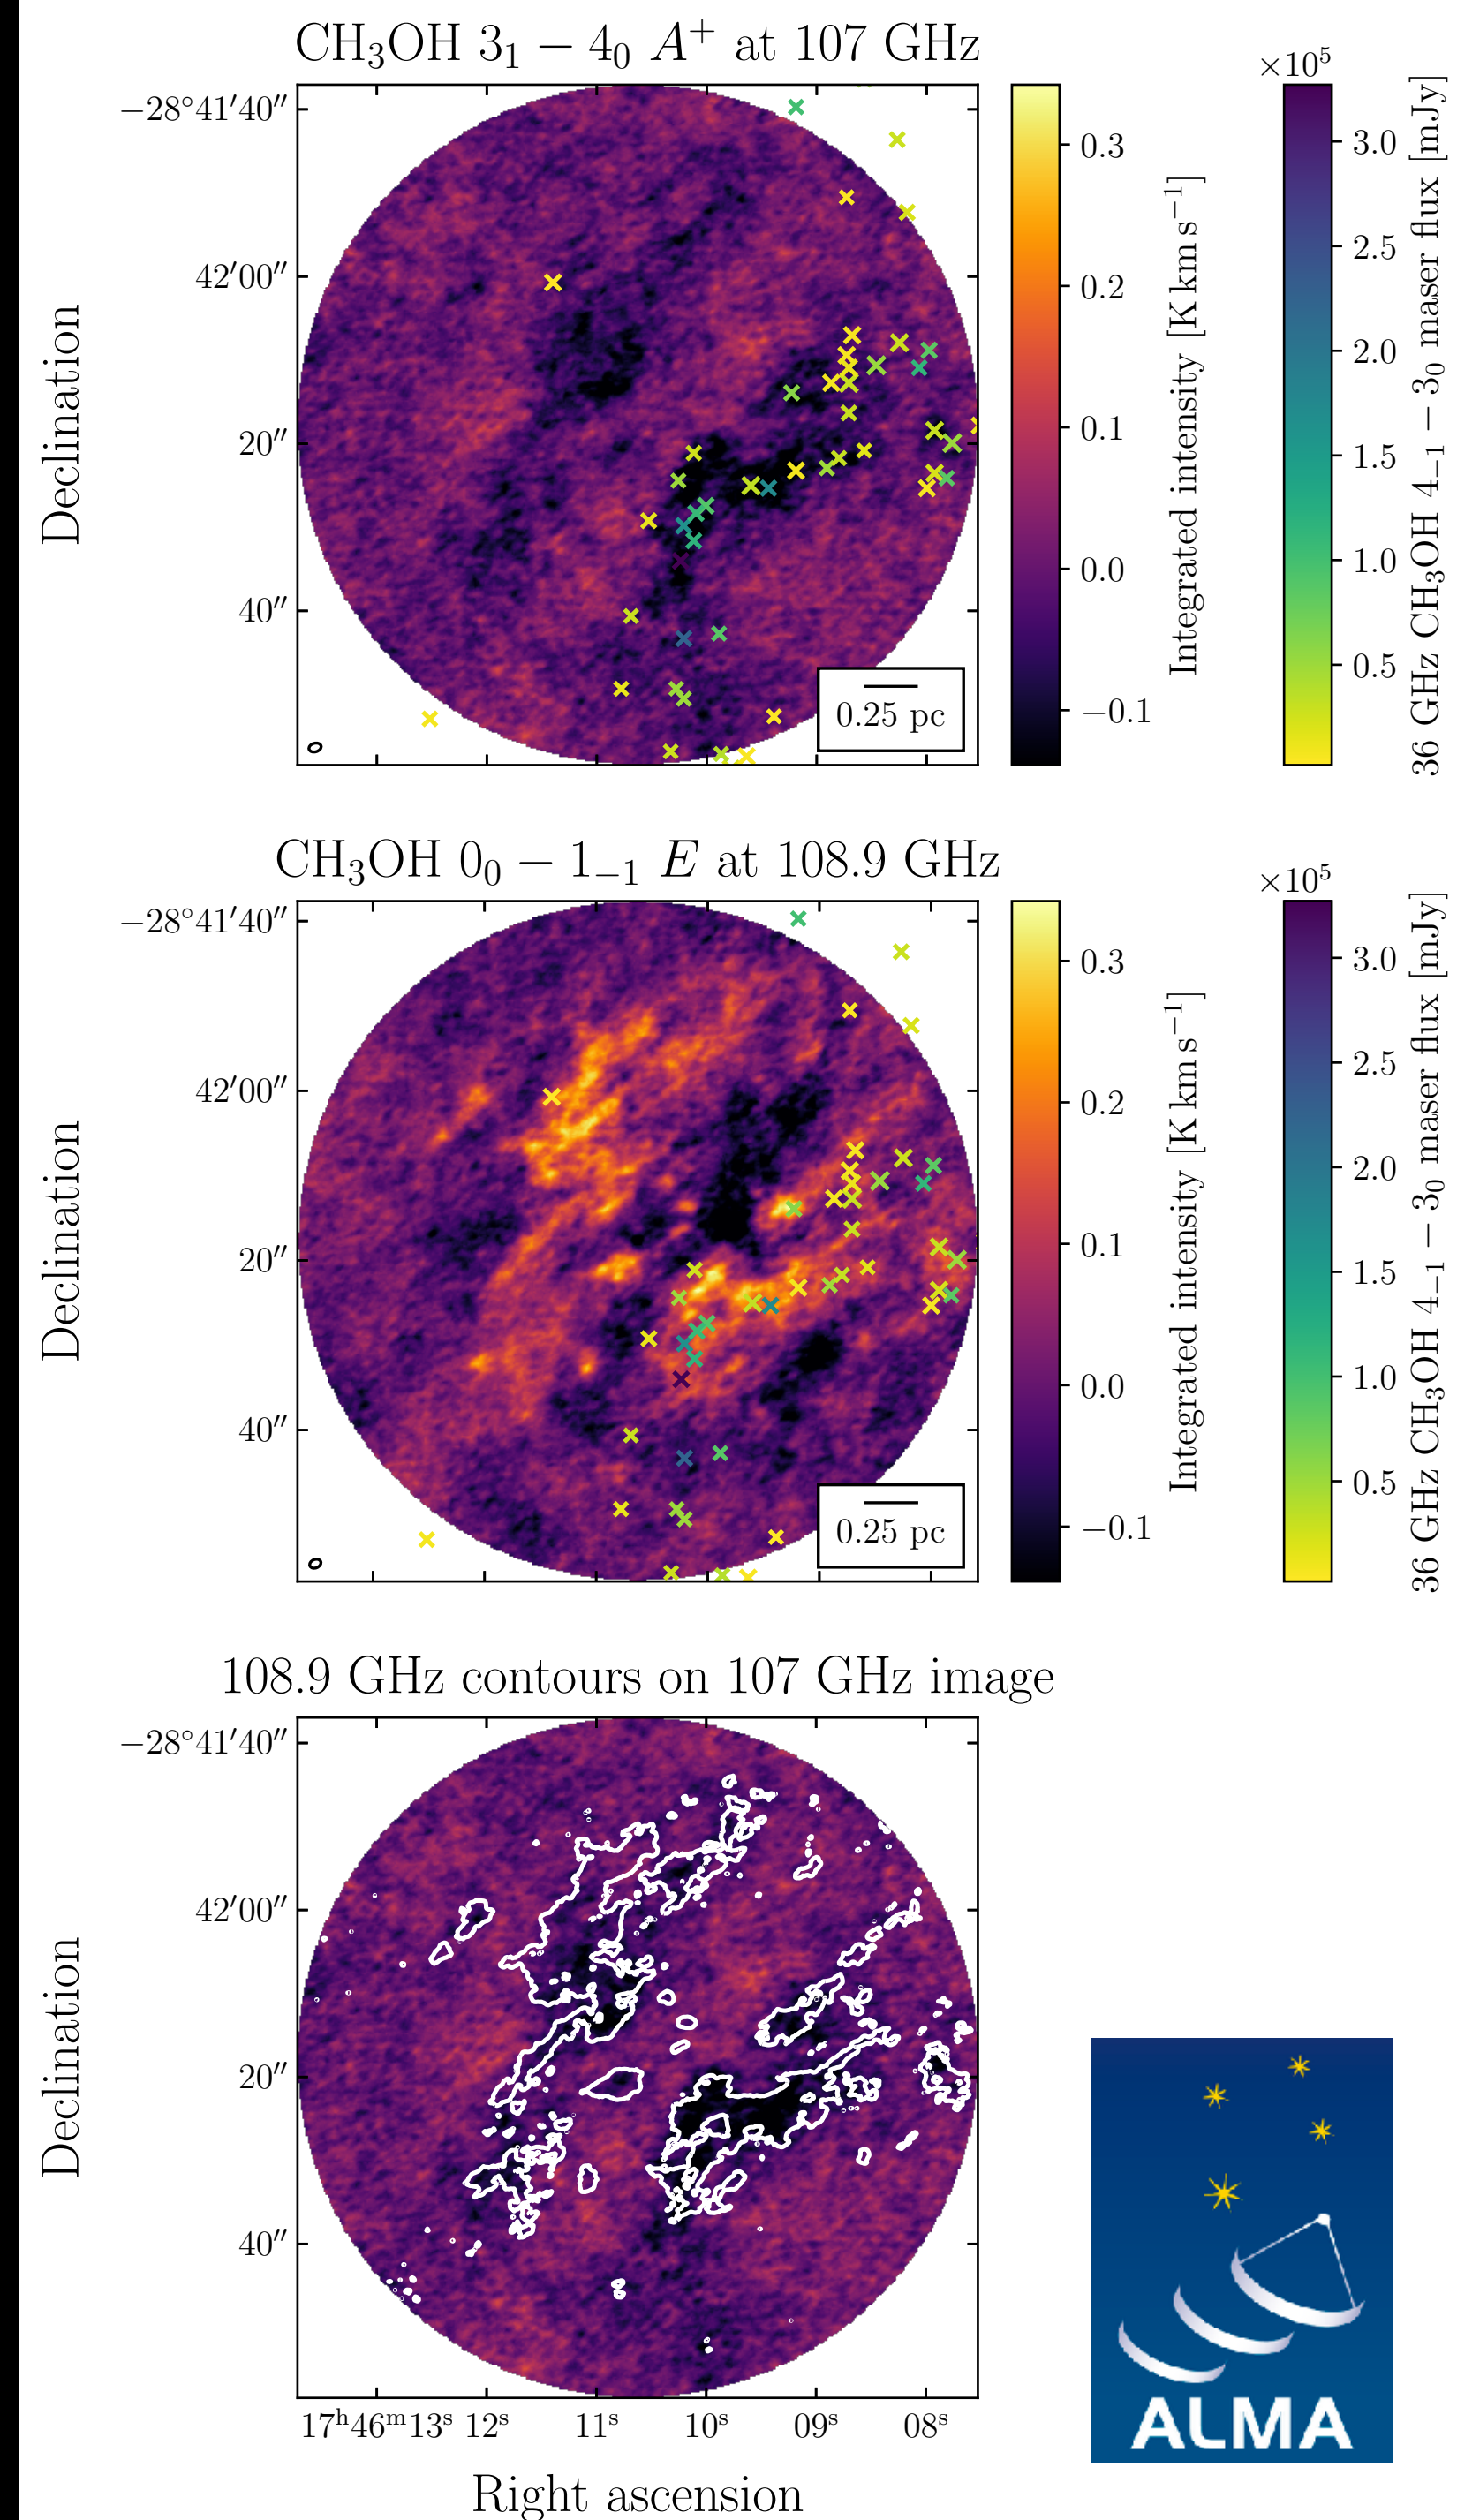 CH₃OH 3₁ − 4₀ A⁺ at 107 GHz
Declination
−28°41′40″
42′00″
20″
40″
0.25 pc
0.3
0.2
0.1
0.0
−0.1
Integrated intensity [K km s⁻¹]
×10⁵
3.0
2.5
2.0
1.5
1.0
0.5
36 GHz CH₃OH 4₋₁ − 3₀ maser flux [mJy]
CH₃OH 0₀ − 1₋₁ E at 108.9 GHz
Declination
−28°41′40″
42′00″
20″
40″
0.25 pc
0.3
0.2
0.1
0.0
−0.1
Integrated intensity [K km s⁻¹]
×10⁵
3.0
2.5
2.0
1.5
1.0
0.5
36 GHz CH₃OH 4₋₁ − 3₀ maser flux [mJy]
108.9 GHz contours on 107 GHz image
Declination
−28°41′40″
42′00″
20″
40″
17ʰ46ᵐ13ˢ 12ˢ 11ˢ 10ˢ 09ˢ 08ˢ
Right ascension
ALMA